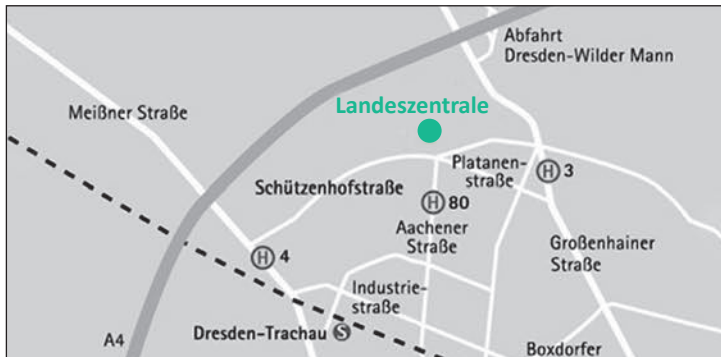 Abfahrt
Dresden-Wilder Mann
Landeszentrale
Meißner Straße
Platanen-
straße
H 3
Schützenhofstraße
H 80
Aachener
Straße
Großenhainer
Straße
H 4
Industrie-
straße
A4
Dresden-Trachau S
Boxdorfer